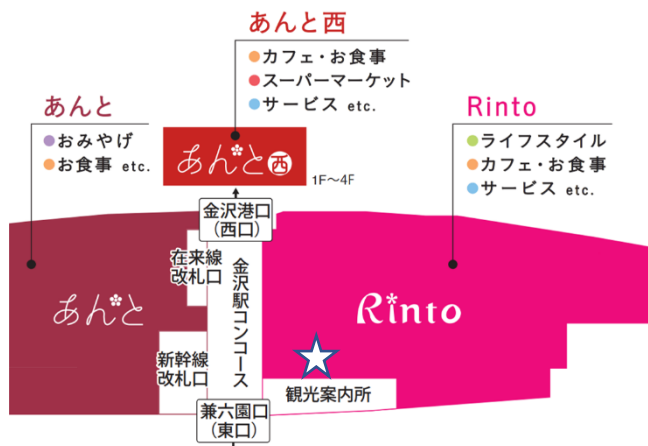 あんと西
カフェ・お食事
スーパーマーケット
サービス etc.
あんと
おみやげ
お食事 etc.
Rinto
ライフスタイル
カフェ・お食事
サービス etc.
あんと西
1F〜4F
金沢港口
(西口)
在来線
改札口
金沢駅コンコース
あんと
Rinto
新幹線
改札口
観光案内所
兼六園口
(東口)